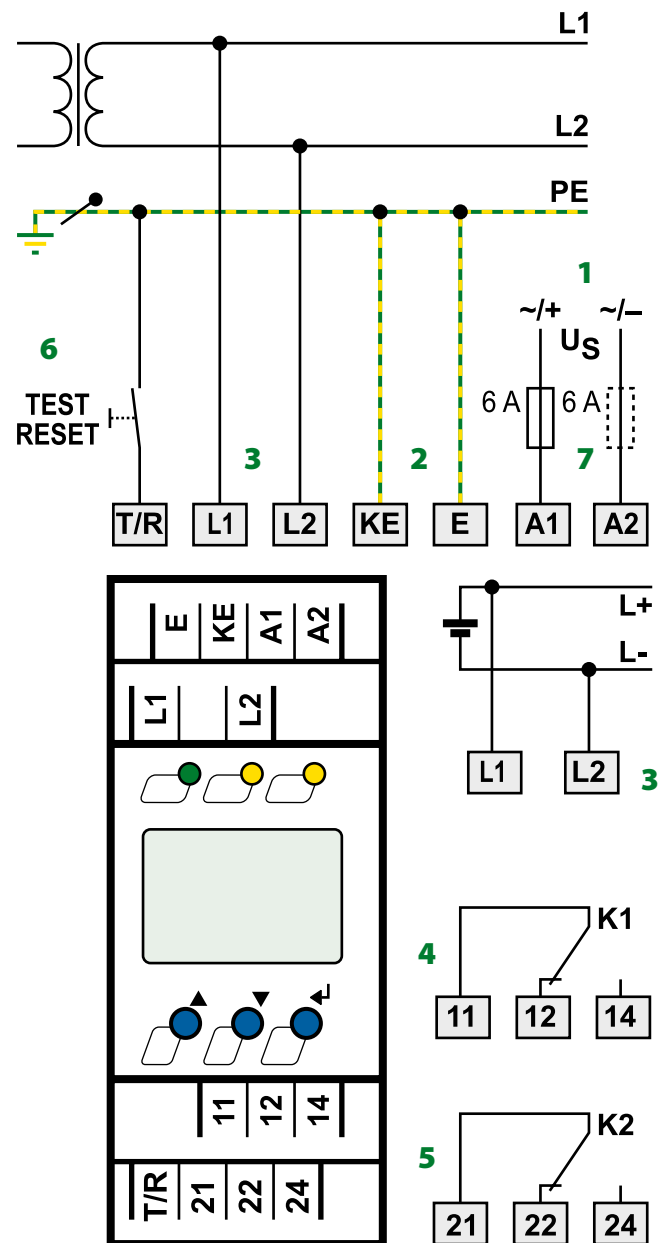 L1
L2
PE
1
~/+ ~/–
US
6 A 6 A
6
TEST
RESET
3 2 7
T/R L1 L2 KE E A1 A2
E KE A1 A2
L+
L-
L1 L2
L1 L2 3
▲ ▼ ↵
K1
4
11 12 14
11 12 14
K2
5
T/R 21 22 24
21 22 24